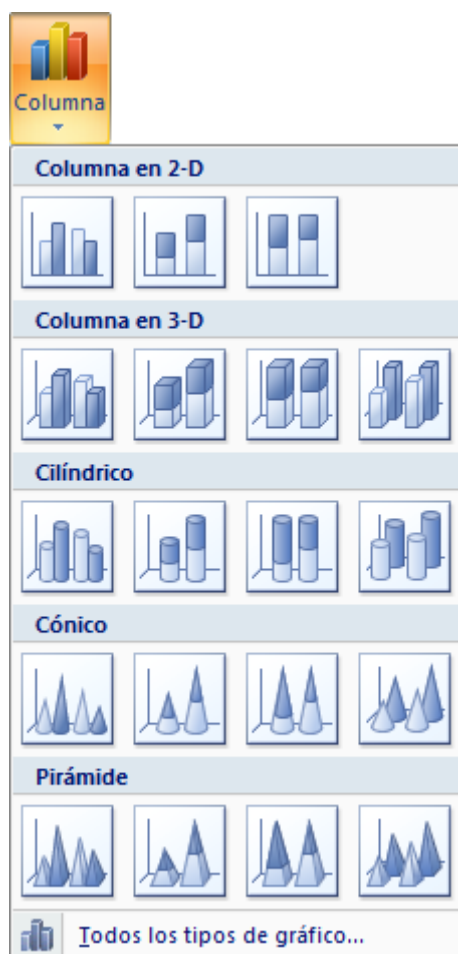 Columna
Columna en 2-D
Columna en 3-D
Cilíndrico
Cónico
Pirámide
Todos los tipos de gráfico...